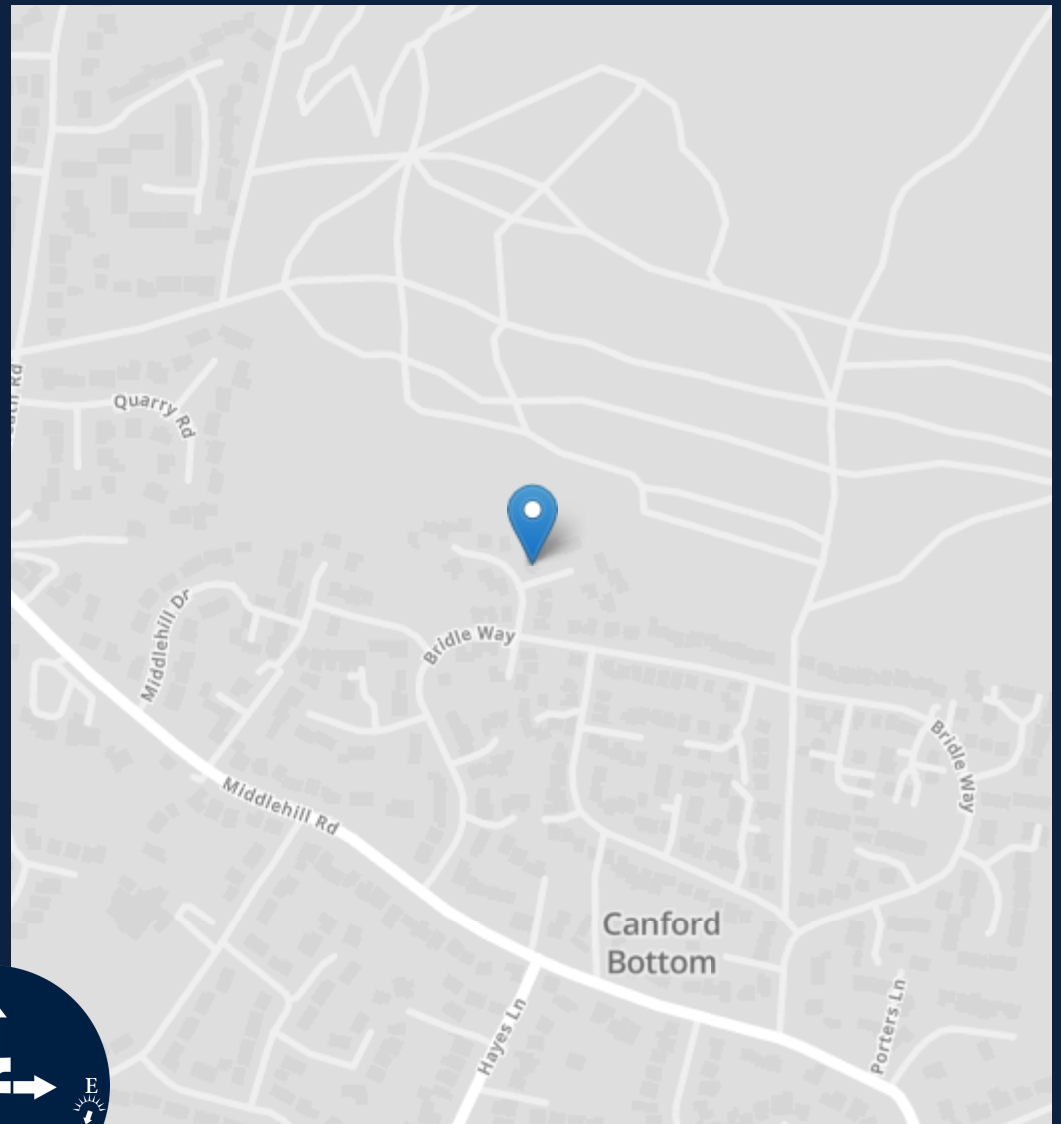 Quarry Rd
Middlehill Dr
Bridle Way
Bridle Way
Middlehill Rd
Canford
Bottom
Porters Ln
Hayes Ln
E